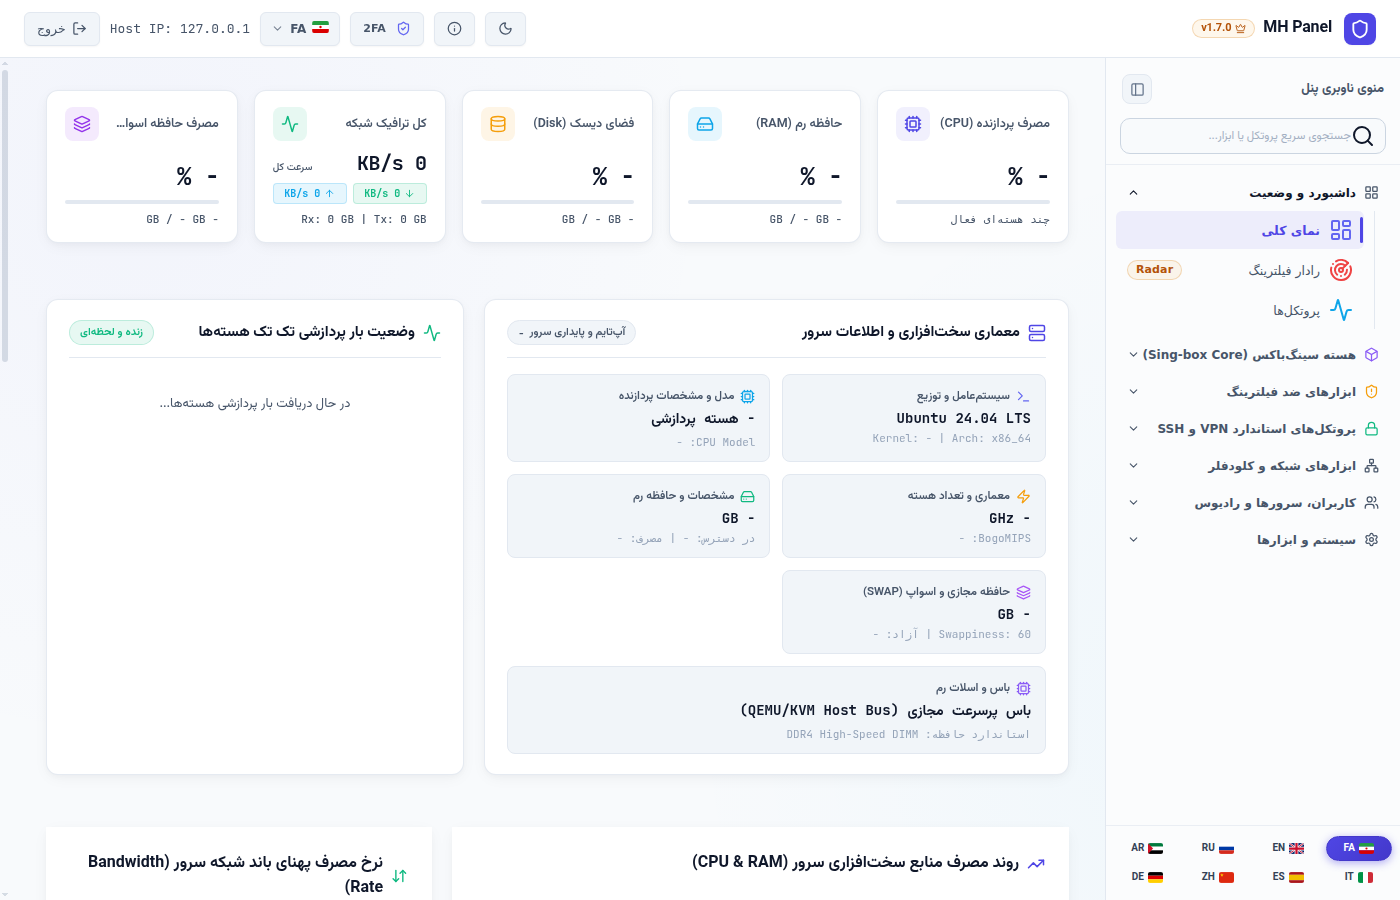 MH Panel
v1.7.0
2FA
FA
Host IP: 127.0.0.1
خروج
منوی ناوبری پنل
جستجوی سریع پروتکل یا ابزار...
داشبورد و وضعیت
نمای کلی
رادار فیلترینگ
Radar
پروتکل‌ها
هسته سینگ‌باکس (Sing-box Core)
ابزارهای ضد فیلترینگ
پروتکل‌های استاندارد VPN و SSH
ابزارهای شبکه و کلودفلر
کاربران، سرورها و رادیوس
سیستم و ابزارها
FA
EN
RU
AR
IT
ES
ZH
DE
مصرف پردازنده (CPU)
% -
چند هسته‌ای فعال
حافظه رم (RAM)
% -
GB / - GB -
فضای دیسک (Disk)
% -
GB / - GB -
کل ترافیک شبکه
KB/s 0
سرعت کل
KB/s 0 ↓
KB/s 0 ↑
Rx: 0 GB | Tx: 0 GB
مصرف حافظه اسوا...
% -
GB / - GB -
معماری سخت‌افزاری و اطلاعات سرور
آپ‌تایم و پایداری سرور -
سیستم‌عامل و توزیع
Ubuntu 24.04 LTS
Kernel: - | Arch: x86_64
مدل و مشخصات پردازنده
- هسته پردازشی
- :CPU Model
معماری و تعداد هسته
GHz -
- :BogoMIPS
مشخصات و حافظه رم
GB -
در دسترس: - | مصرف: -
حافظه مجازی و اسواپ (SWAP)
GB -
Swappiness: 60 | آزاد: -
باس و اسلات رم
باس پرسرعت مجازی (QEMU/KVM Host Bus)
استاندارد حافظه: DDR4 High-Speed DIMM
وضعیت بار پردازشی تک تک هسته‌ها
زنده و لحظه‌ای
در حال دریافت بار پردازشی هسته‌ها...
روند مصرف منابع سخت‌افزاری سرور (CPU & RAM)
نرخ مصرف پهنای باند شبکه سرور (Bandwidth
Rate)